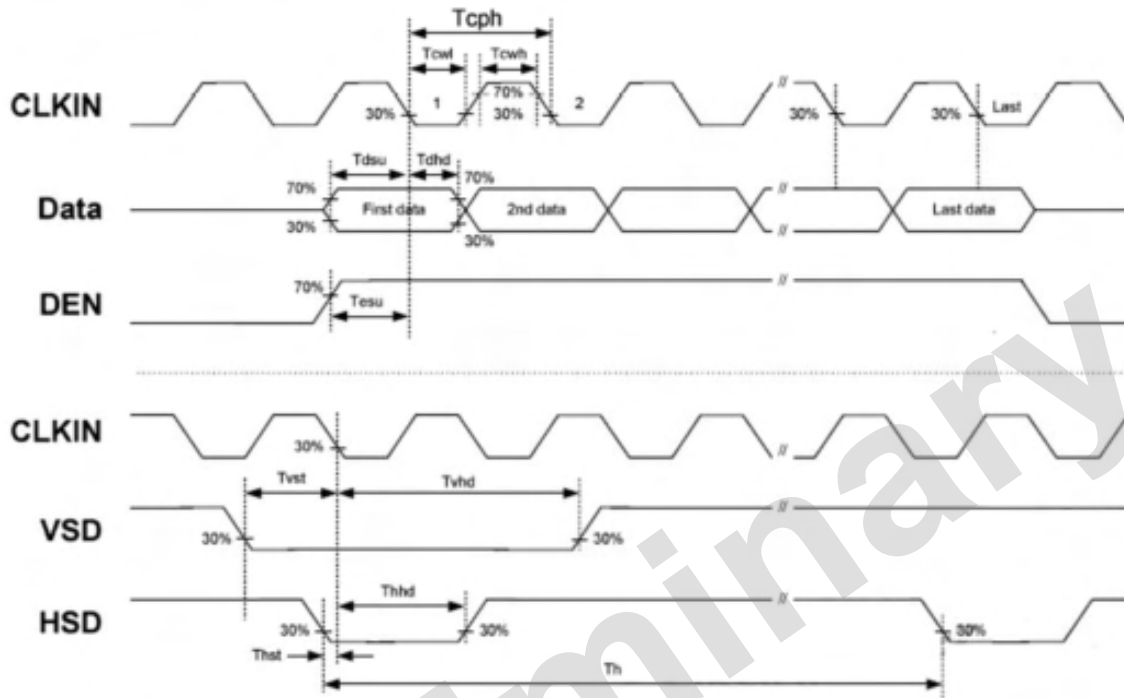 Tcph
Tcwl Tcwh
CLKIN 30% 1 70% 30% 2 // 30% 30% Last
Tdsu Tdhd
70% 70%
Data First data 2nd data // Last data
30% 30% //
DEN 70% //
Tesu
CLKIN 30% //
Tvst Tvhd //
VSD 30% 30%
Thhd //
HSD 30% 30% 30%
Thst
Th
minary